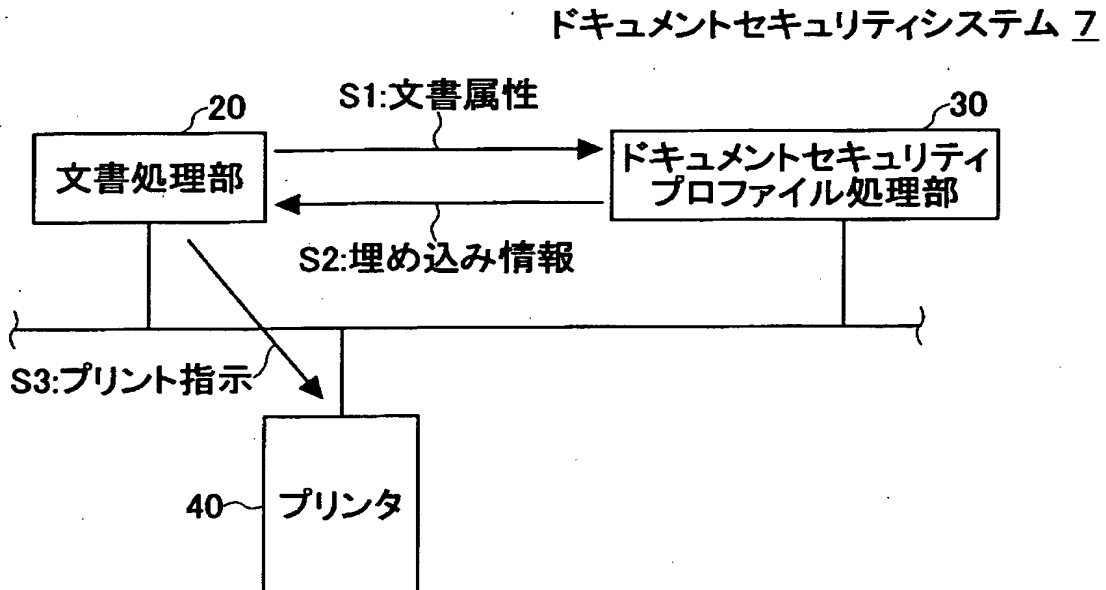 ドキュメントセキュリティシステム 7
S1:文書属性
20
30
文書処理部
ドキュメントセキュリティ
プロファイル処理部
S2:埋め込み情報
S3:プリント指示
40
プリンタ